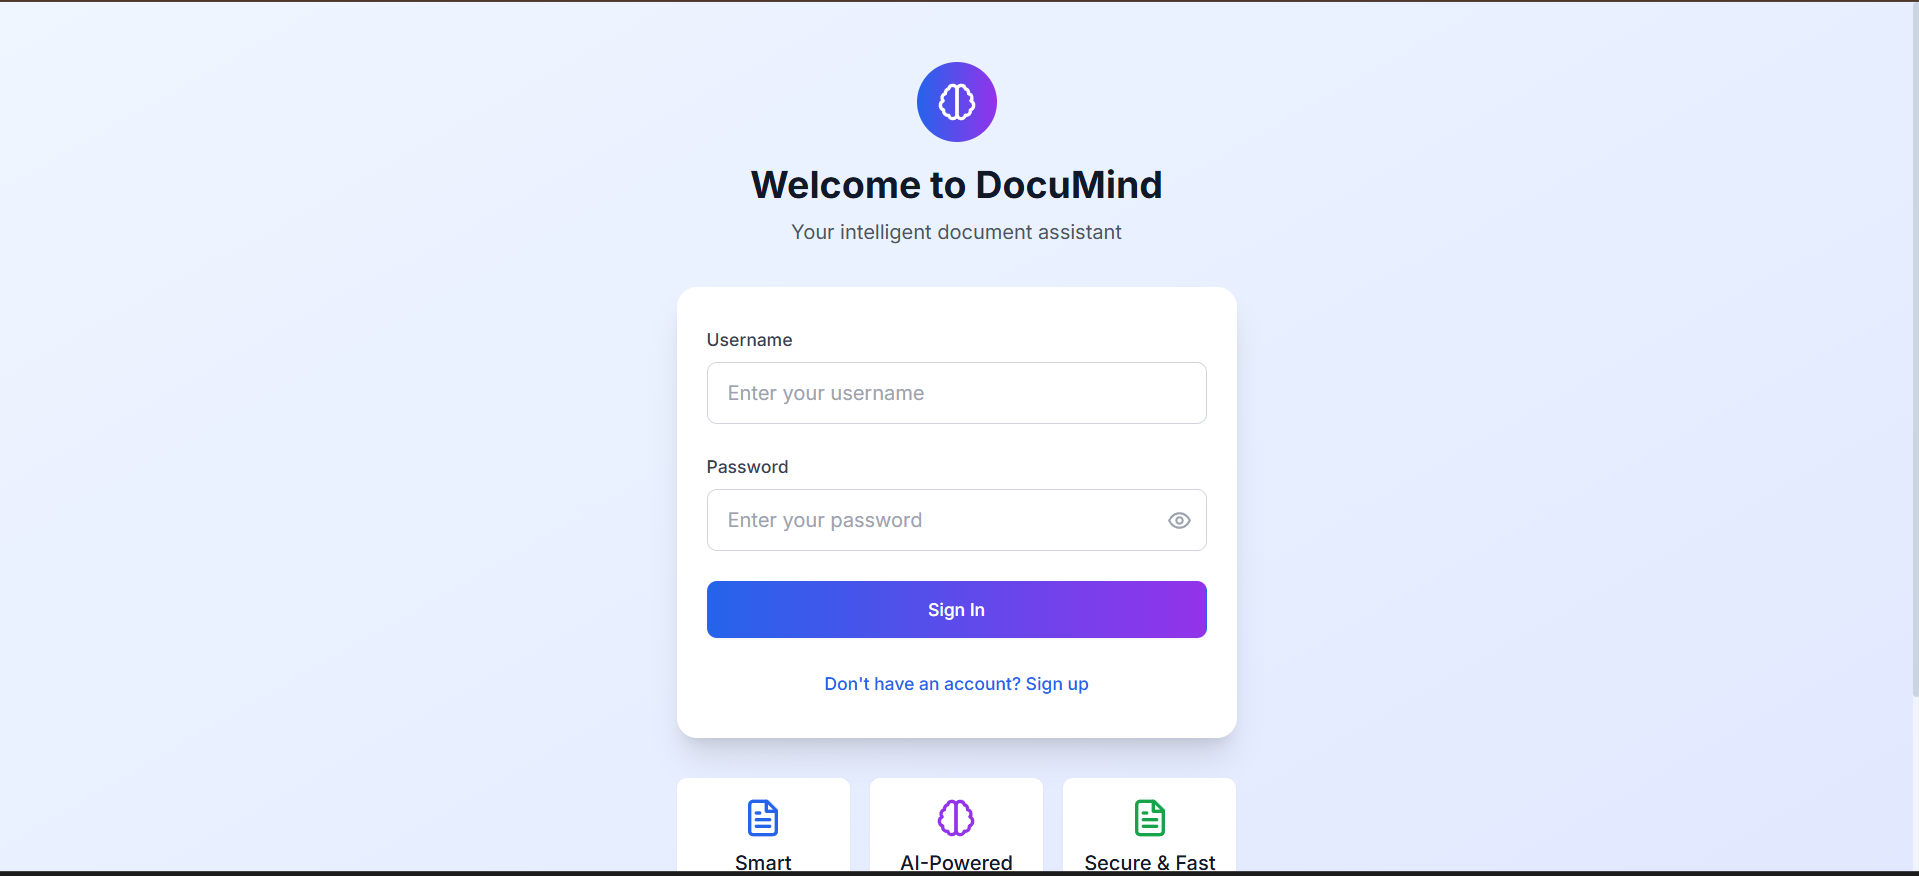 Welcome to DocuMind
Your intelligent document assistant
Username
Enter your username
Password
Enter your password
Sign In
Don't have an account? Sign up
Smart
AI-Powered
Secure & Fast